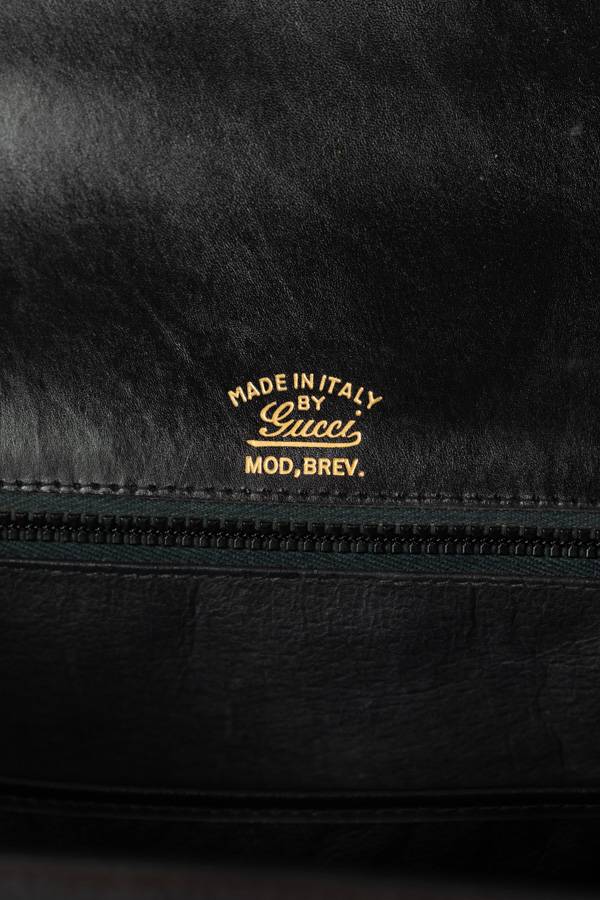 MADE IN ITALY
BY
Gucci
MOD, BREV.